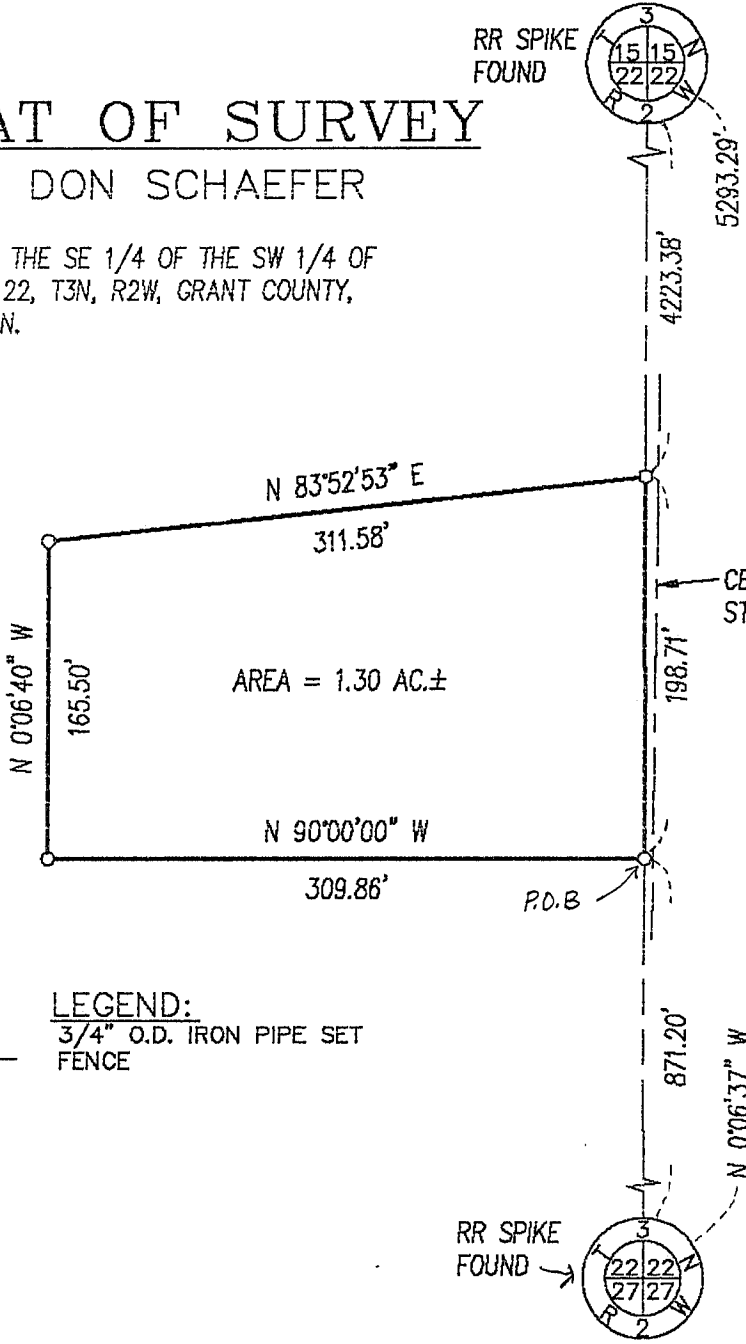 RR SPIKE
FOUND
3
T N
15 15
22 22
R 2 W
AT OF SURVEY
DON SCHAEFER
THE SE 1/4 OF THE SW 1/4 OF
22, T3N, R2W, GRANT COUNTY,
N.
5293.29'
4223.38'
N 83°52'53" E
311.58'
CE
ST
N 0°06'40" W
165.50'
AREA = 1.30 AC.±
198.71'
N 90°00'00" W
309.86'
P.O.B
LEGEND:
3/4" O.D. IRON PIPE SET
FENCE
871.20'
N 0°06'37" W
RR SPIKE
FOUND
3
T N
22 22
27 27
R 2 W